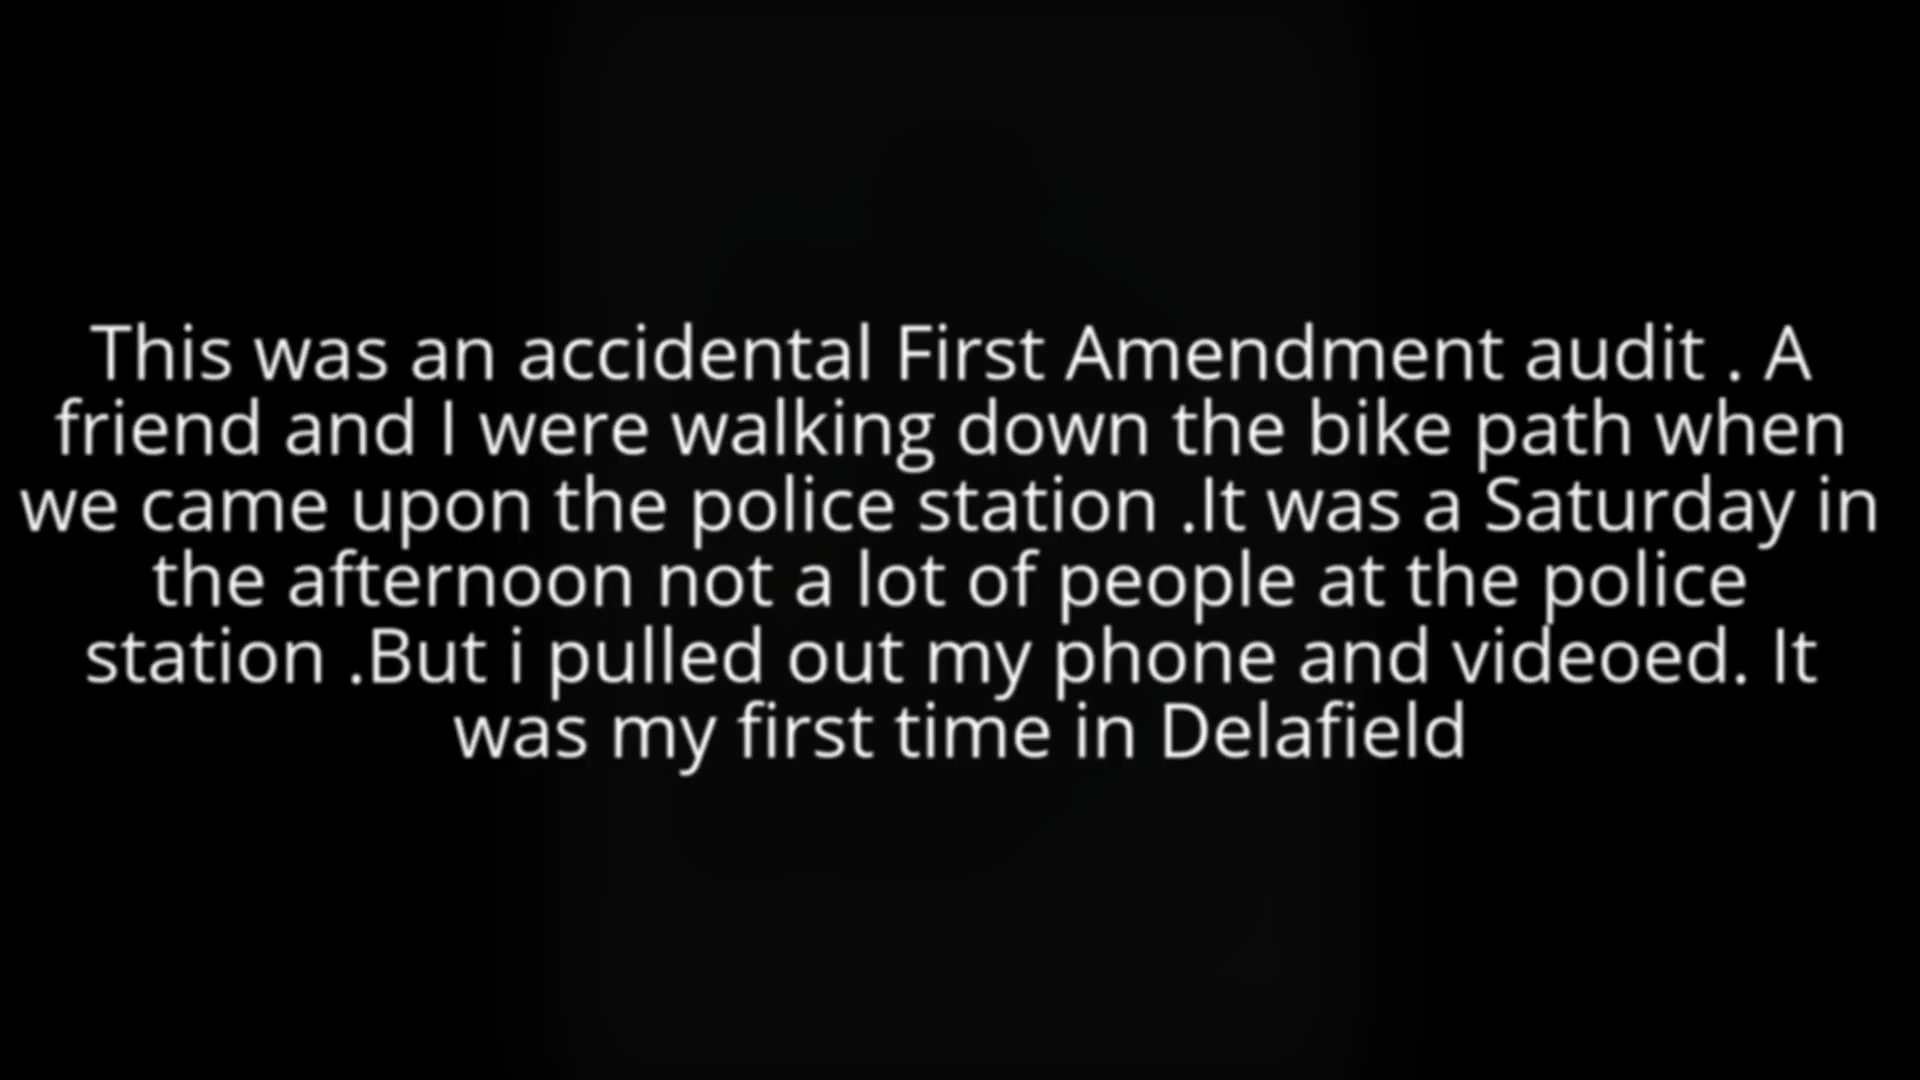 This was an accidental First Amendment audit . A
friend and I were walking down the bike path when
we came upon the police station .It was a Saturday in
the afternoon not a lot of people at the police
station .But i pulled out my phone and videoed. It
was my first time in Delafield